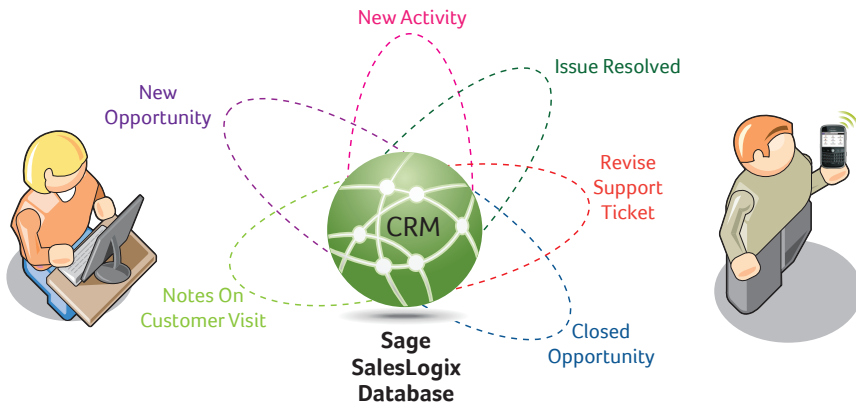 New Activity
Issue Resolved
New
Opportunity
Revise
Support
Ticket
CRM
Notes On
Customer Visit
Closed
Opportunity
Sage
SalesLogix
Database